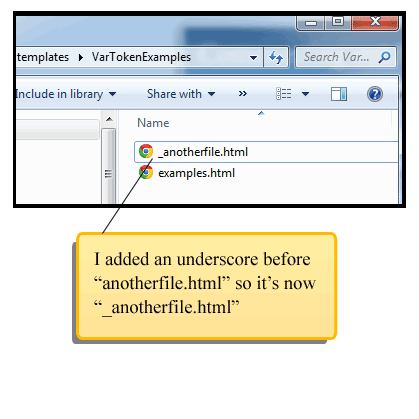 templates ▸ VarTokenExamples
Search Var...
Include in library
Share with
»
Name
_anotherfile.html
examples.html
I added an underscore before
“anotherfile.html” so it’s now
“_anotherfile.html”